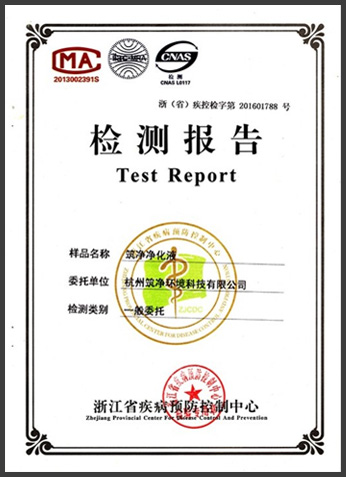 CMA
2013002391S
ilac-MRA
CNAS
检测
CNAS L0117
浙（省）疾控检字第 201601788 号
检测报告
Test Report
浙江省疾病预防控制中心
样品名称 筑净净化液
委托单位 杭州筑净环境科技有限公司
检测类别 一般委托
ZJCDC
浙江省疾病预防控制中心
Zhejiang Provincial Center For Disease Control And Prevention